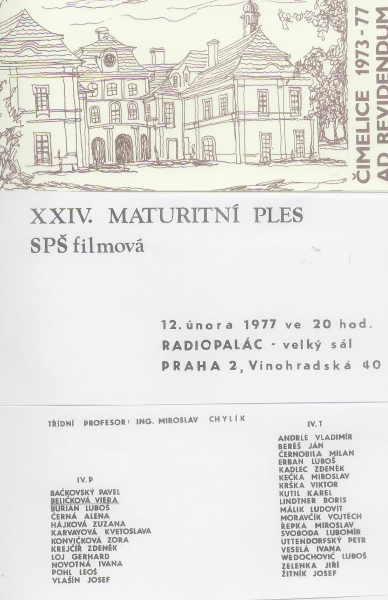 ČIMELICE 1973-77
AD REVIDENDUM
XXIV. MATURITNÍ PLES
SPŠ filmová
12. února 1977 ve 20 hod.
RADIOPALÁC - velký sál
PRAHA 2, Vinohradská 40
TŘÍDNÍ PROFESOR: ING. MIROSLAV CHYLÍK
IV. P
BAČKOVSKÝ PAVEL
BELIČKOVÁ VIERA
BURIAN LUBOŠ
ČERNÁ ALENA
HÁJKOVÁ ZUZANA
KARVAYOVÁ KVETOSLAVA
KONVIČKOVÁ ZORA
KREJČÍŘ ZDENĚK
LOJ GERHARD
NOVOTNÁ IVANA
POHL LEOŠ
VLAŠÍN JOSEF
IV. T
ANDRLE VLADIMÍR
BEREŠ JÁN
ČERNOBILA MILAN
ERBAN LUBOŠ
KADLEC ZDENĚK
KEČKA MIROSLAV
KRŠKA VIKTOR
KUTIL KAREL
LINDTNER BORIS
MÁLIK LUDOVÍT
MORAVČÍK VOJTĚCH
ŘEPKA MIROSLAV
SVOBODA LUBOMÍR
UTTENDORFSKÝ PETR
VESELÁ IVANA
WEDOCHOVIČ LUBOŠ
ZELENKA JIŘÍ
ŽITNÍK JOSEF